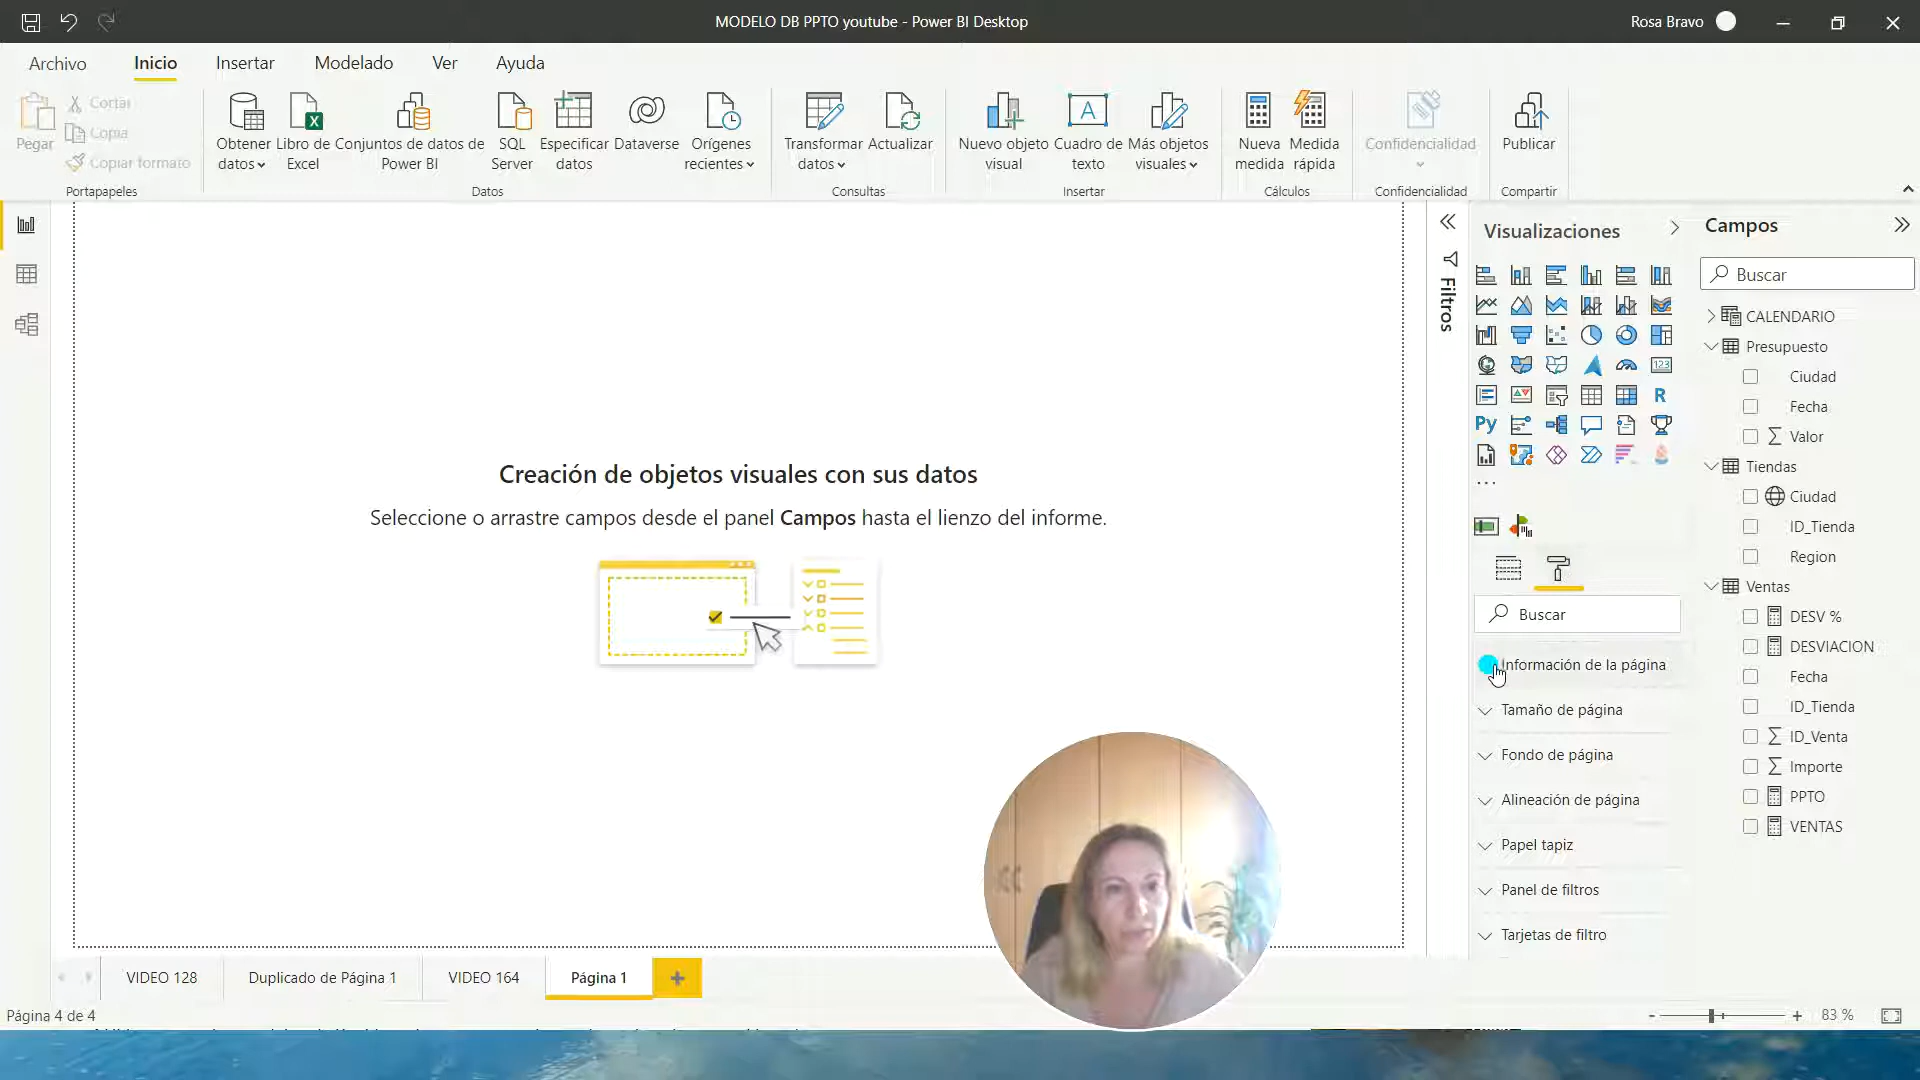 MODELO DB PPTO youtube - Power BI Desktop
Rosa Bravo
Archivo
Inicio
Insertar
Modelado
Ver
Ayuda
Pegar
Cortar
Copia
Copiar formato
Portapapeles
Obtener datos
Libro de Excel
Conjuntos de datos de Power BI
SQL Server
Especificar datos
Dataverse
Orígenes recientes
Datos
Transformar datos
Actualizar
Consultas
Nuevo objeto visual
Cuadro de texto
Más objetos visuales
Insertar
Nueva medida
Medida rápida
Cálculos
Confidencialidad
Confidencialidad
Publicar
Compartir
Creación de objetos visuales con sus datos
Seleccione o arrastre campos desde el panel Campos hasta el lienzo del informe.
Filtros
Visualizaciones
123
R
Py
Buscar
Información de la página
Tamaño de página
Fondo de página
Alineación de página
Papel tapiz
Panel de filtros
Tarjetas de filtro
Campos
Buscar
CALENDARIO
Presupuesto
Ciudad
Fecha
Valor
Tiendas
Ciudad
ID_Tienda
Region
Ventas
DESV %
DESVIACION
Fecha
ID_Tienda
ID_Venta
Importe
PPTO
VENTAS
VIDEO 128
Duplicado de Página 1
VIDEO 164
Página 1
Página 4 de 4
83 %